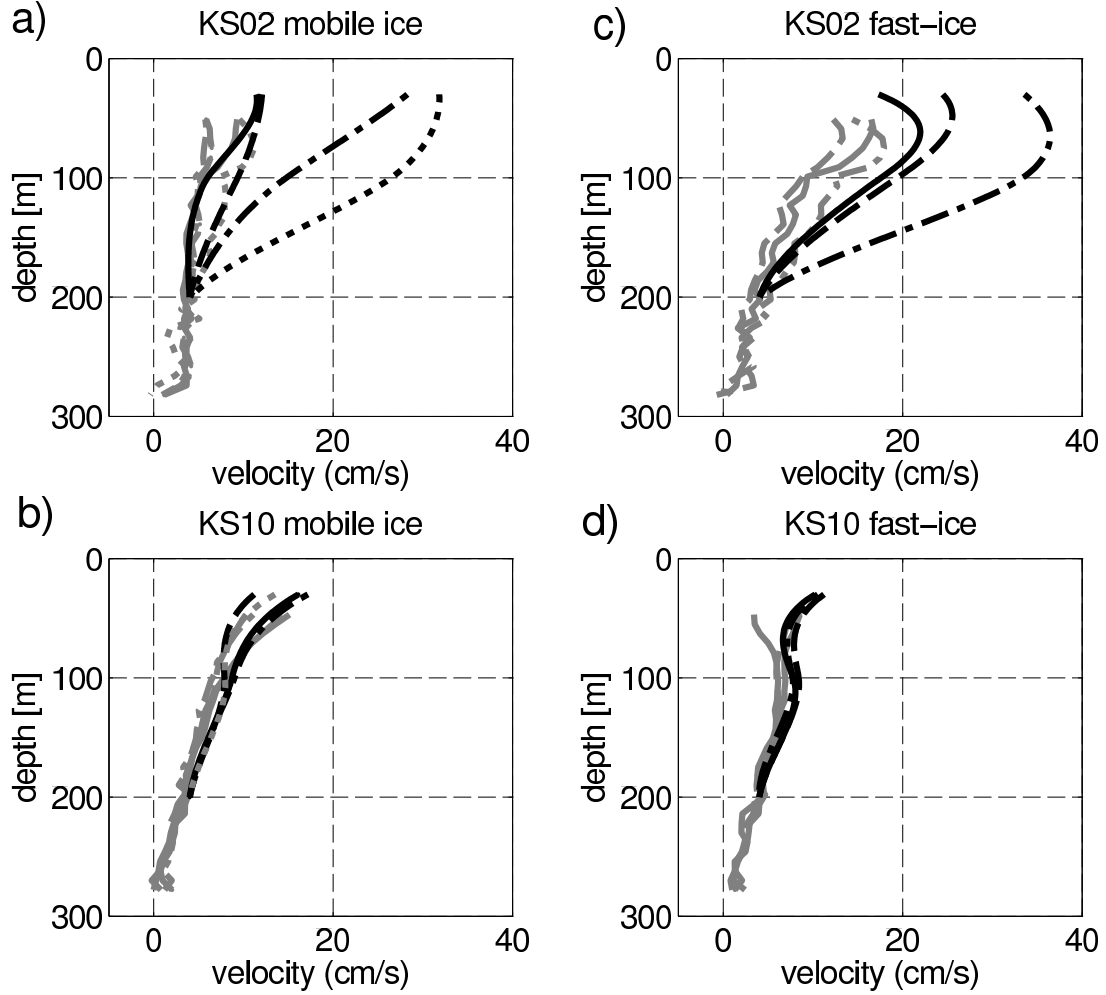 a)
KS02 mobile ice
0
100
200
300
depth [m]
0 20 40
velocity (cm/s)
c)
KS02 fast−ice
0
100
200
300
depth [m]
0 20 40
velocity (cm/s)
b)
KS10 mobile ice
0
100
200
300
depth [m]
0 20 40
velocity (cm/s)
d)
KS10 fast−ice
0
100
200
300
depth [m]
0 20 40
velocity (cm/s)